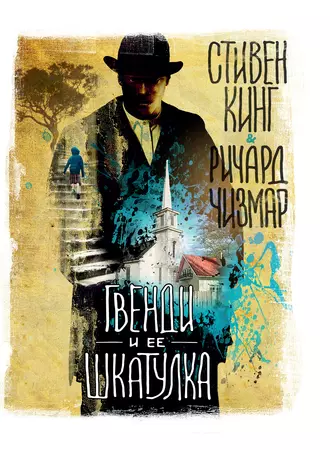 СТИВЕН
КИНГ
&
РИЧАРД
ЧИЗМАР
ГВЕНДИ
И ЕЕ
ШКАТУЛКА